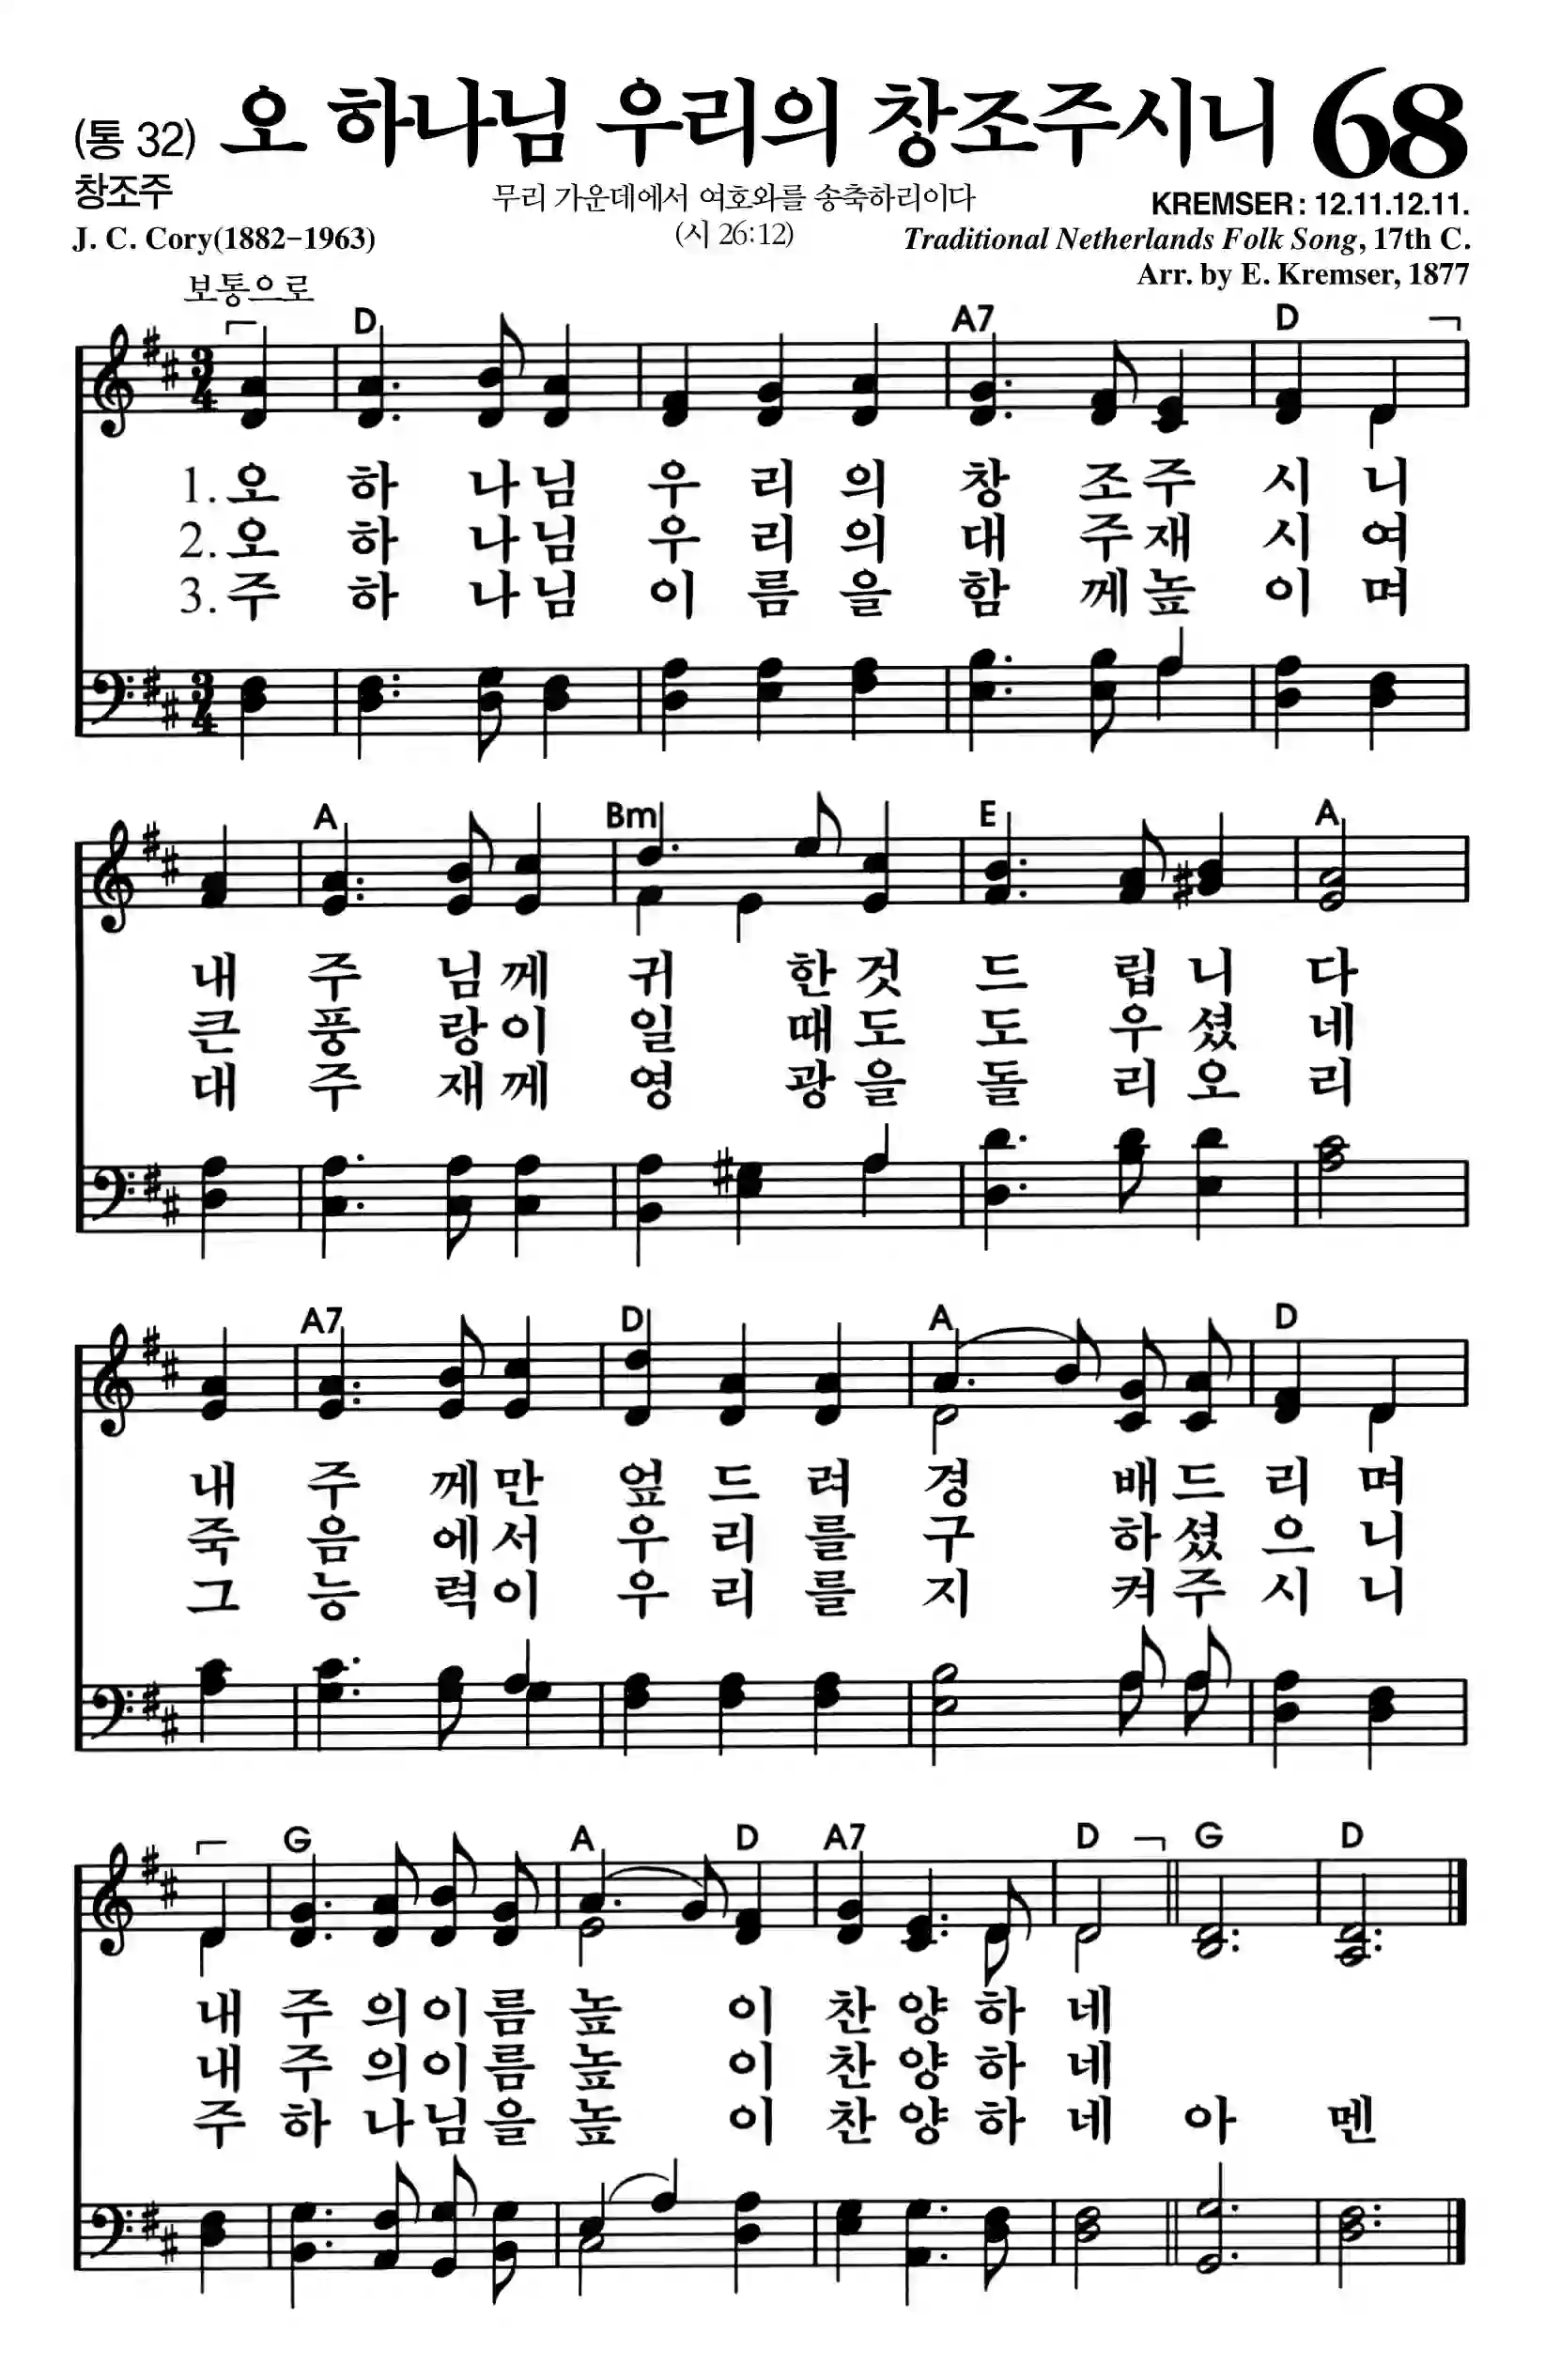 (통 32) 오 하나님 우리의 창조주시니 68
창조주 무리 가운데에서 여호와를 송축하리이다 KREMSER : 12.11.12.11.
J. C. Cory(1882-1963) (시 26:12) Traditional Netherlands Folk Song, 17th C.
Arr. by E. Kremser, 1877
보통으로
D A7 D
3 4
1. 오 하 나 님 우 리 의 창 조 주 시 니
2. 오 하 나 님 우 리 의 대 주 재 시 여
3. 주 하 나 님 이 름 을 함 께 높 이 며
3 4
A Bm E A
내 주 님 께 귀 한 것 드 립 니 다
큰 풍 랑 이 일 때 도 도 우 셨 네
대 주 재 께 영 광 을 돌 리 오 리
A7 D A D
내 주 께 만 엎 드 려 경 배 드 리 며
죽 음 에 서 우 리 를 구 하 셨 으 니
그 능 력 이 우 리 를 지 켜 주 시 니
G A D A7 D G D
내 주 의 이 름 높 이 찬 양 하 네
내 주 의 이 름 높 이 찬 양 하 네
주 하 나 님 을 높 이 찬 양 하 네 아 멘